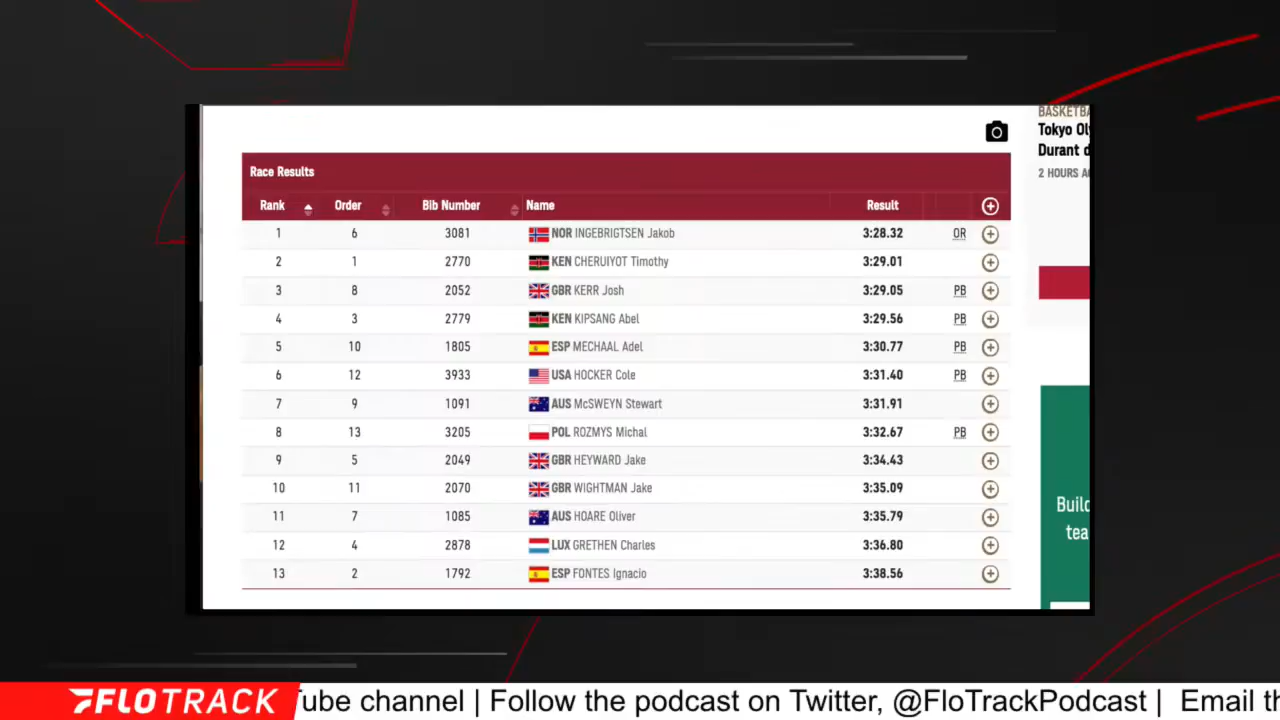 BASKETBA
Tokyo Oly
Durant d
2 HOURS A
Race Results
Rank Order Bib Number Name Result
1 6 3081 NOR INGEBRIGTSEN Jakob 3:28.32 OR
2 1 2770 KEN CHERUIYOT Timothy 3:29.01
3 8 2052 GBR KERR Josh 3:29.05 PB
4 3 2779 KEN KIPSANG Abel 3:29.56 PB
5 10 1805 ESP MECHAAL Adel 3:30.77 PB
6 12 3933 USA HOCKER Cole 3:31.40 PB
7 9 1091 AUS McSWEYN Stewart 3:31.91
8 13 3205 POL ROZMYS Michal 3:32.67 PB
9 5 2049 GBR HEYWARD Jake 3:34.43
10 11 2070 GBR WIGHTMAN Jake 3:35.09
11 7 1085 AUS HOARE Oliver 3:35.79
12 4 2878 LUX GRETHEN Charles 3:36.80
13 2 1792 ESP FONTES Ignacio 3:38.56
Build
tea
FLOTRACK
ube channel | Follow the podcast on Twitter, @FloTrackPodcast | Email th